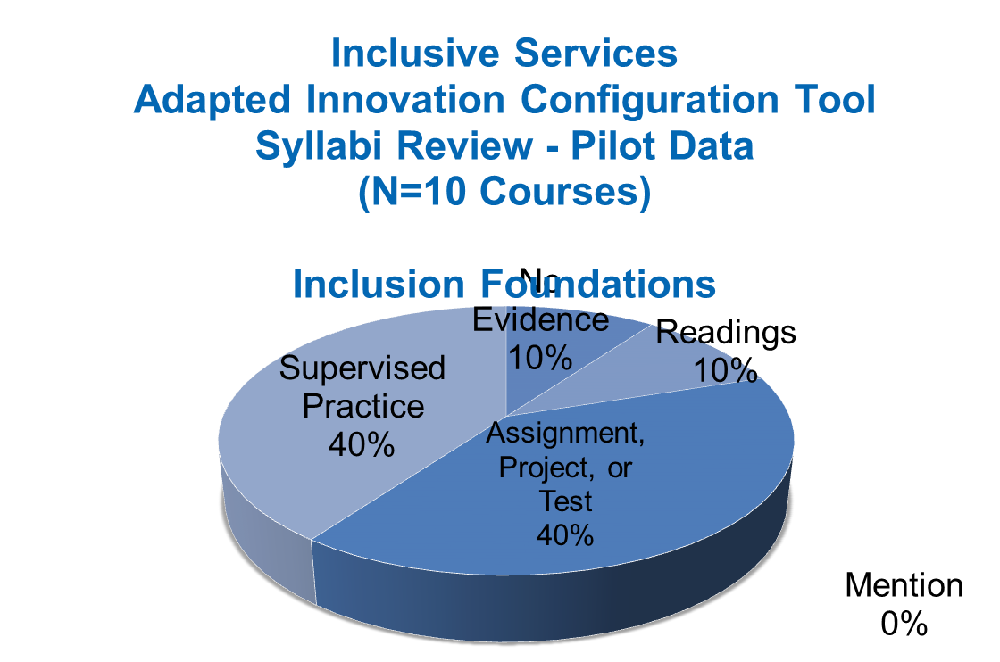 Inclusive Services
Adapted Innovation Configuration Tool
Syllabi Review - Pilot Data
(N=10 Courses)
Inclusion Foundations
No
Evidence
10%
Readings
10%
Supervised
Practice
40%
Assignment,
Project, or
Test
40%
Mention
0%